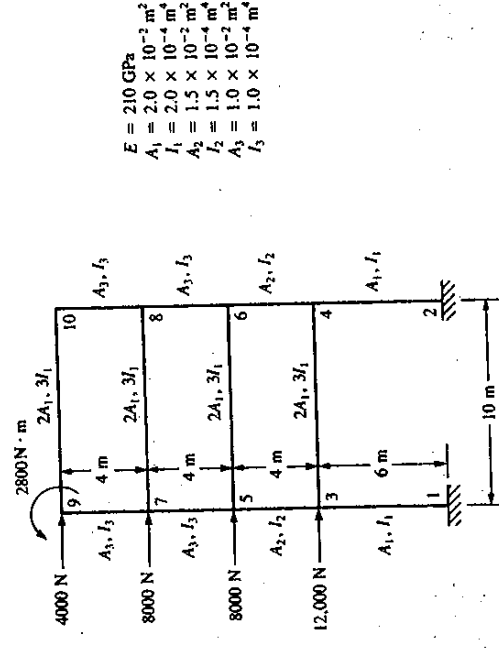 2800 N · m
4000 N
9
2A₁, 3I₁
10
A₃, I₃
4 m
A₃, I₃
8000 N
7
2A₁, 3I₁
8
A₃, I₃
4 m
A₃, I₃
8000 N
5
2A₁, 3I₁
6
A₂, I₂
4 m
A₂, I₂
12,000 N
3
2A₁, 3I₁
4
A₁, I₁
6 m
A₁, I₁
1
2
10 m
E = 210 GPa
A₁ = 2.0 × 10⁻² m²
I₁ = 2.0 × 10⁻⁴ m⁴
A₂ = 1.5 × 10⁻² m²
I₂ = 1.5 × 10⁻⁴ m⁴
A₃ = 1.0 × 10⁻² m²
I₃ = 1.0 × 10⁻⁴ m⁴